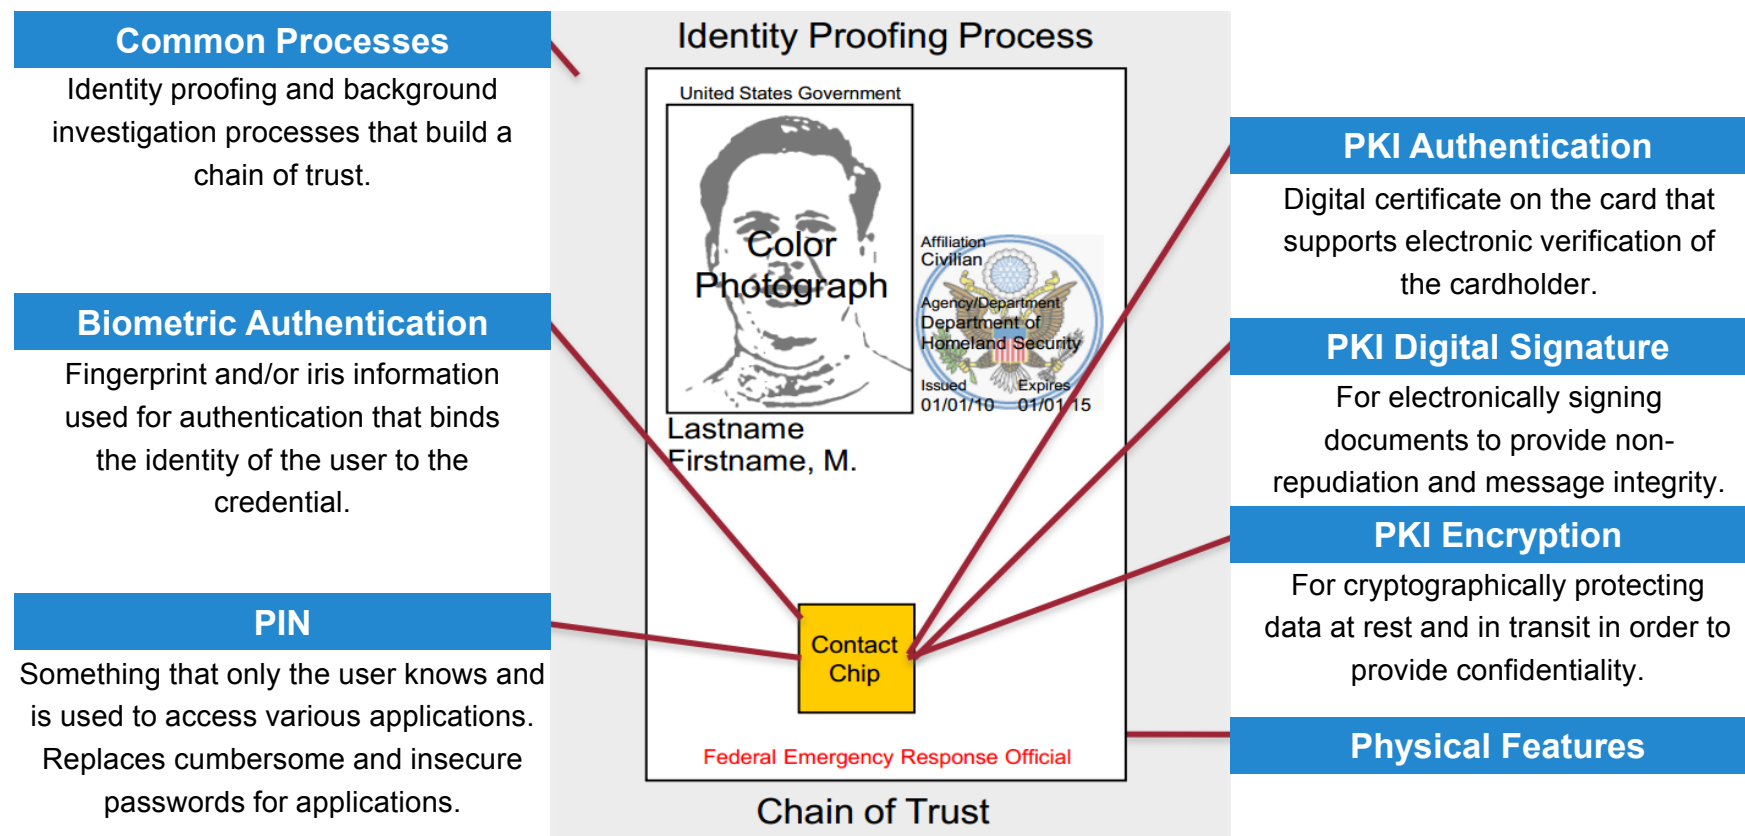 Common Processes
Identity proofing and background
investigation processes that build a
chain of trust.
Biometric Authentication
Fingerprint and/or iris information
used for authentication that binds
the identity of the user to the
credential.
PIN
Something that only the user knows and
is used to access various applications.
Replaces cumbersome and insecure
passwords for applications.
Identity Proofing Process
United States Government
Color
Photograph
Affiliation
Civilian
Agency/Department
Department of
Homeland Security
Issued Expires
01/01/10 01/01/15
Lastname
Firstname, M.
Contact
Chip
Federal Emergency Response Official
Chain of Trust
PKI Authentication
Digital certificate on the card that
supports electronic verification of
the cardholder.
PKI Digital Signature
For electronically signing
documents to provide non-
repudiation and message integrity.
PKI Encryption
For cryptographically protecting
data at rest and in transit in order to
provide confidentiality.
Physical Features